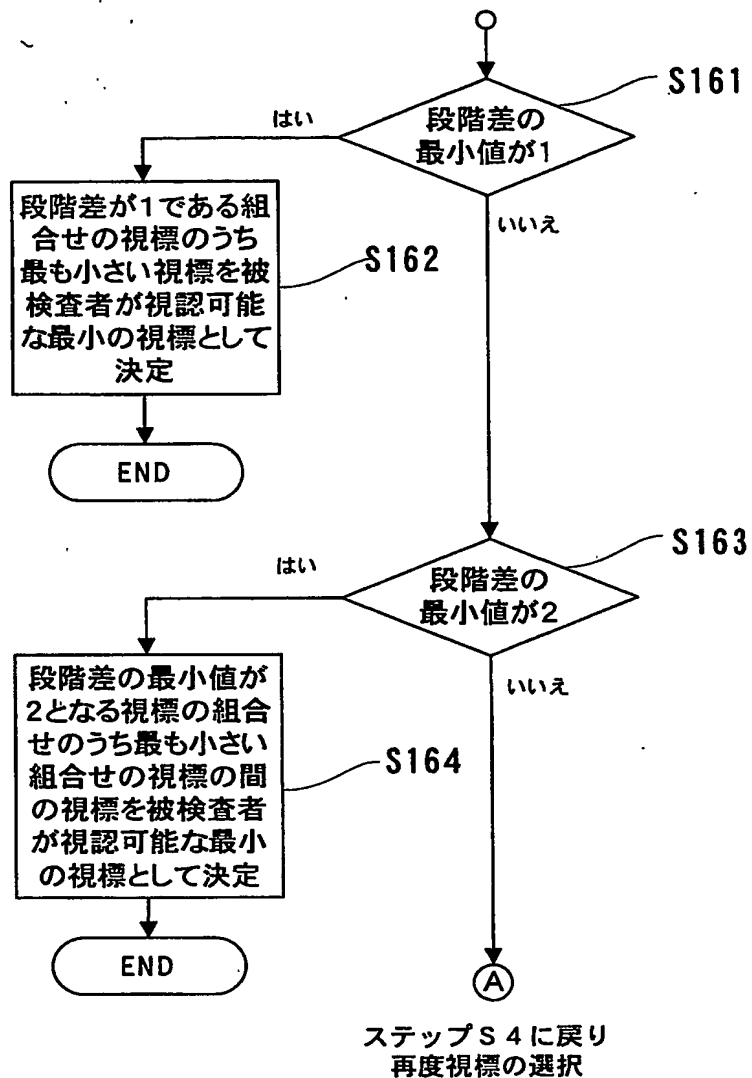 S161
段階差の
最小値が1
はい
いいえ
段階差が1である組
合せの視標のうち
最も小さい視標を被
検査者が視認可能
な最小の視標として
決定
S162
END
S163
段階差の
最小値が2
はい
いいえ
段階差の最小値が
2となる視標の組合
せのうち最も小さい
組合せの視標の間
の視標を被検査者
が視認可能な最小
の視標として決定
S164
END
A
ステップS4に戻り
再度視標の選択